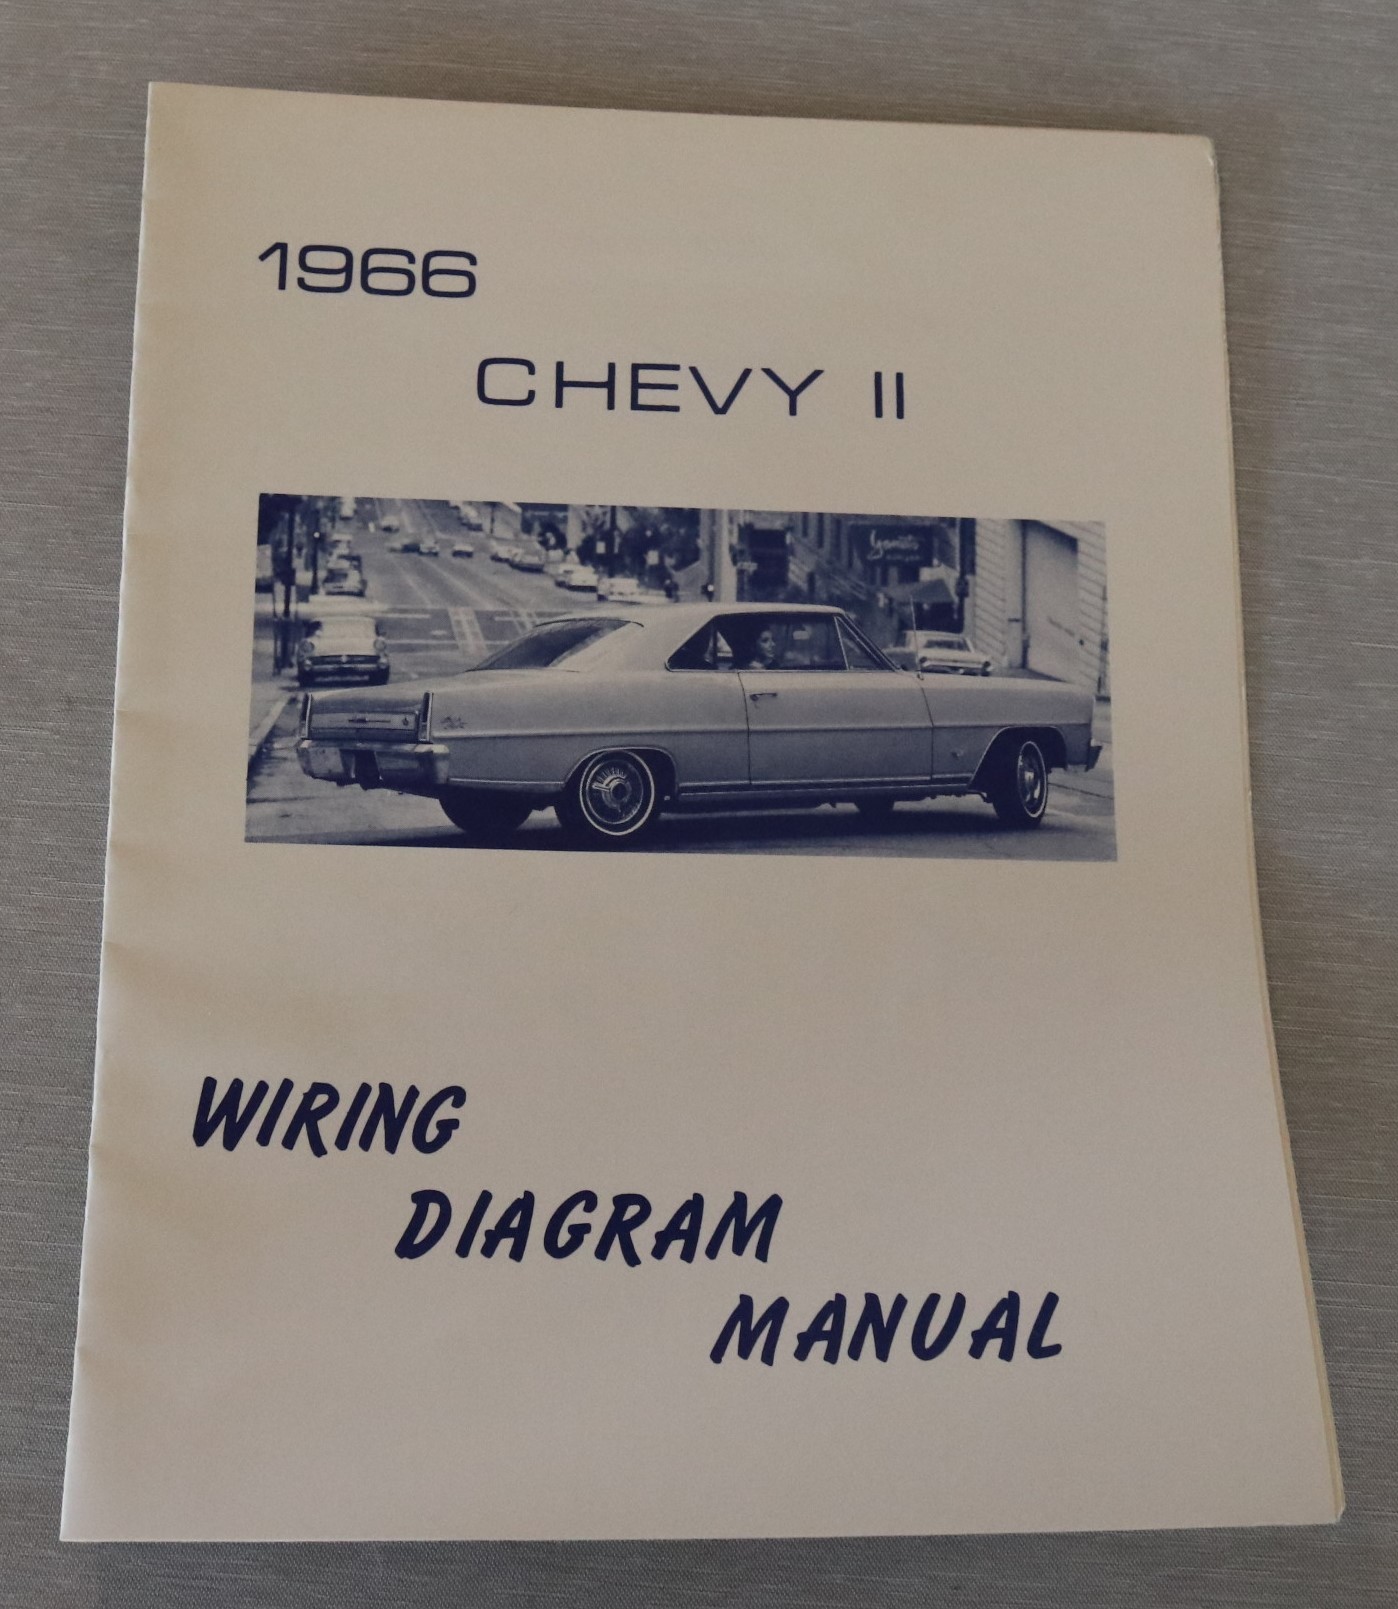 1966
CHEVY II
WIRING
DIAGRAM
MANUAL